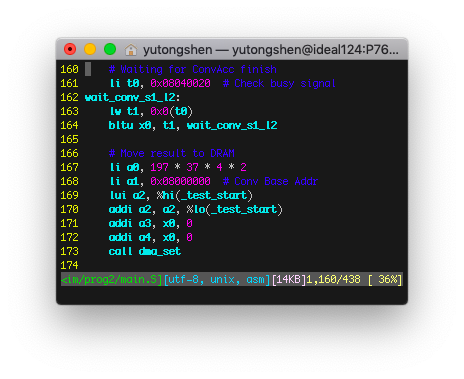 yutongshen — yutongshen@ideal124:P76...
160     # Waiting for ConvAcc finish
161     li t0, 0x08040020  # Check busy signal
162 wait_conv_s1_l2:
163     lw t1, 0x0(t0)
164     bltu x0, t1, wait_conv_s1_l2
165
166     # Move result to DRAM
167     li a0, 197 * 37 * 4 * 2
168     li a1, 0x08000000  # Conv Base Addr
169     lui a2, %hi(_test_start)
170     addi a2, a2, %lo(_test_start)
171     addi a3, x0, 0
172     addi a4, x0, 0
173     call dma_set
174
<im/prog2/main.S][utf-8, unix, asm][14KB]1,160/438 [ 36%]